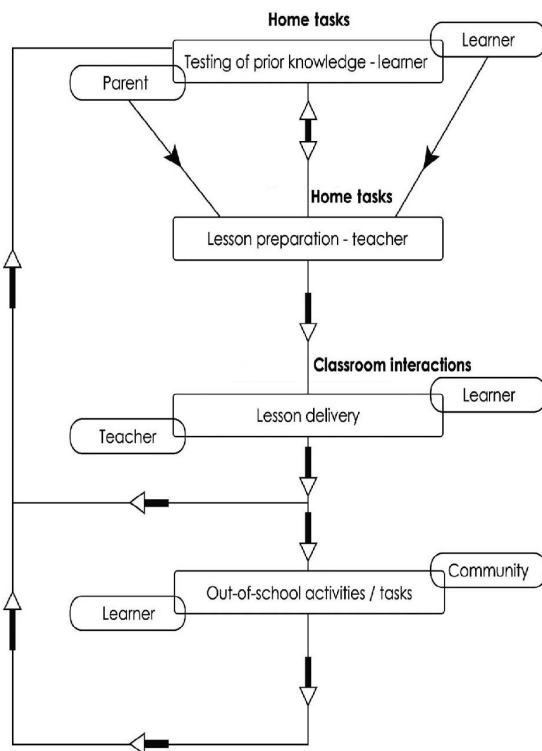 Home tasks
Learner
Testing of prior knowledge - learner
Parent
Home tasks
Lesson preparation - teacher
Classroom interactions
Learner
Lesson delivery
Teacher
Community
Out-of-school activities / tasks
Learner